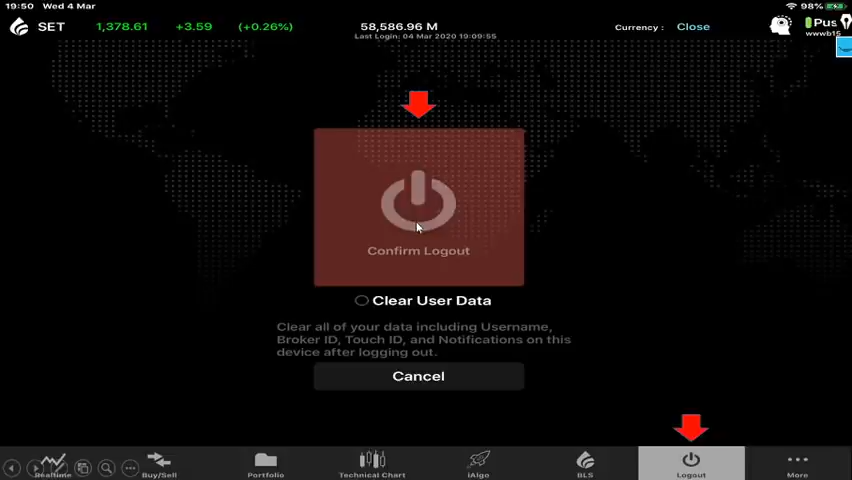 19:50 Wed 4 Mar
98%
SET 1,378.61 +3.59 (+0.26%) 58,586.96 M Currency : Close
Last Login: 04 Mar 2020 19:09:55
wwwb15
Confirm Logout
Clear User Data
Clear all of your data including Username,
Broker ID, Touch ID, and Notifications on this
device after logging out.
Cancel
Realtime Buy/Sell Portfolio Technical Chart iAlgo BLS Logout More